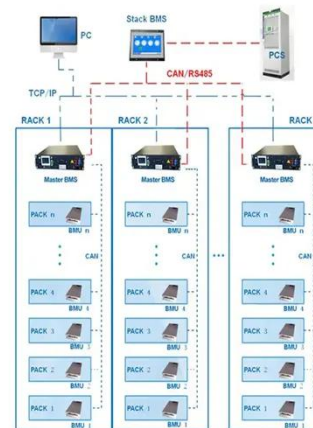 PC
Stack BMS
PCS
CAN/RS485
TCP/IP
RACK 1
RACK 2
RACK
Master BMS
Master BMS
Master BMS
PACK n
BMU n
PACK n
BMU n
PACK n
BMU n
CAN
CAN
CAN
PACK 4
BMU 4
PACK 4
BMU 4
PACK 4
BMU 4
PACK 3
BMU 3
PACK 3
BMU 3
PACK 3
BMU 3
PACK 2
BMU 2
PACK 2
BMU 2
PACK 2
BMU 2
PACK 1
BMU 1
PACK 1
BMU 1
PACK 1
BMU 1